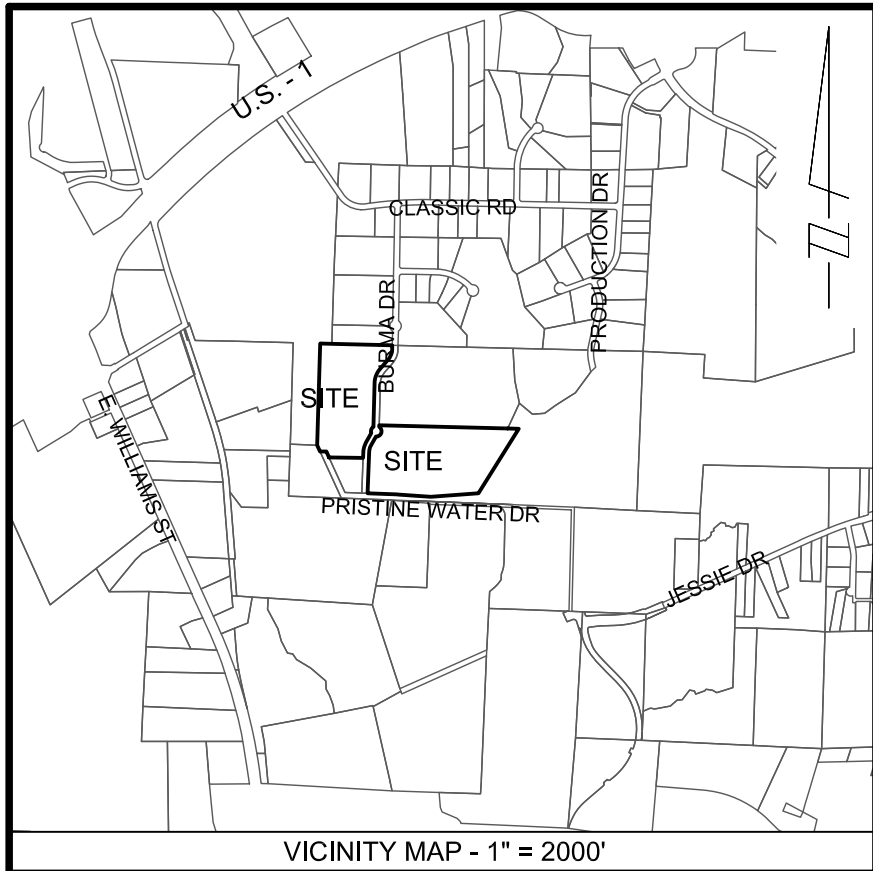 U.S. - 1
CLASSIC RD
PRODUCTION DR
BURMA DR
SITE
E. WILLIAMS ST
SITE
PRISTINE WATER DR
JESSIE DR
VICINITY MAP - 1" = 2000'